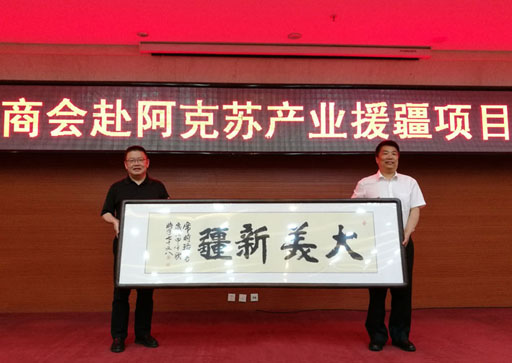 商会赴阿克苏产业援疆项目
疆新美大